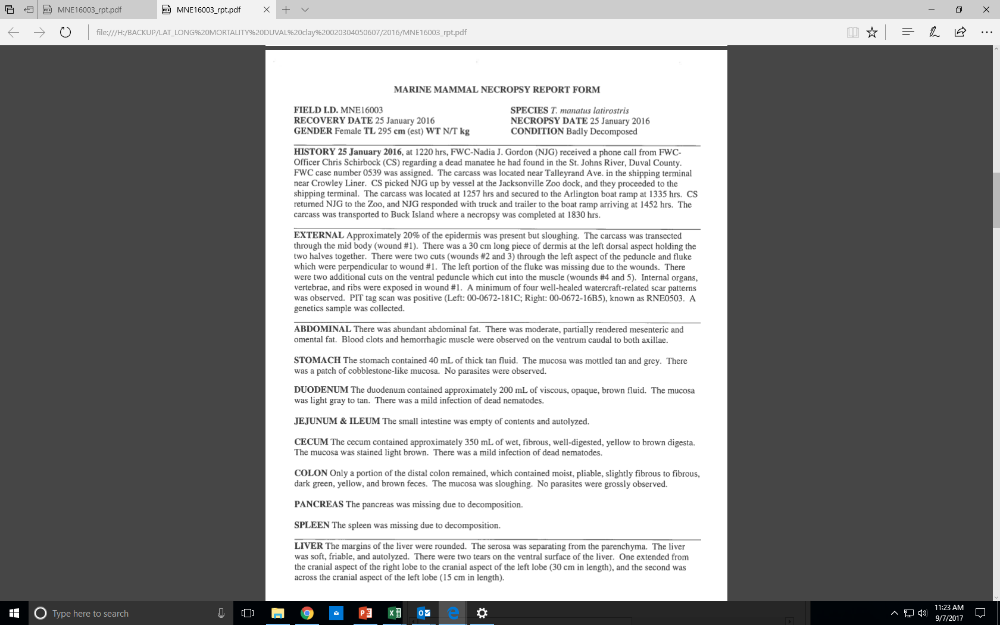 MNE16003_rpt.pdf
MNE16003_rpt.pdf
file:///H:/BACKUP/LAT_LONG%20MORTALITY%20DUVAL%20clay%20020304050607/2016/MNE16003_rpt.pdf
MARINE MAMMAL NECROPSY REPORT FORM
FIELD I.D. MNE16003
SPECIES T. manatus latirostris
RECOVERY DATE 25 January 2016
NECROPSY DATE 25 January 2016
GENDER Female TL 295 cm (est) WT N/T kg
CONDITION Badly Decomposed
HISTORY 25 January 2016, at 1220 hrs, FWC-Nadia J. Gordon (NJG) received a phone call from FWC-
Officer Chris Schirbock (CS) regarding a dead manatee he had found in the St. Johns River, Duval County.
FWC case number 0539 was assigned. The carcass was located near Talleyrand Ave. in the shipping terminal
near Crowley Liner. CS picked NJG up by vessel at the Jacksonville Zoo dock, and they proceeded to the
shipping terminal. The carcass was located at 1257 hrs and secured to the Arlington boat ramp at 1335 hrs. CS
returned NJG to the Zoo, and NJG responded with truck and trailer to the boat ramp arriving at 1452 hrs. The
carcass was transported to Buck Island where a necropsy was completed at 1830 hrs.
EXTERNAL Approximately 20% of the epidermis was present but sloughing. The carcass was transected
through the mid body (wound #1). There was a 30 cm long piece of dermis at the left dorsal aspect holding the
two halves together. There were two cuts (wounds #2 and 3) through the left aspect of the peduncle and fluke
which were perpendicular to wound #1. The left portion of the fluke was missing due to the wounds. There
were two additional cuts on the ventral peduncle which cut into the muscle (wounds #4 and 5). Internal organs,
vertebrae, and ribs were exposed in wound #1. A minimum of four well-healed watercraft-related scar patterns
was observed. PIT tag scan was positive (Left: 00-0672-181C; Right: 00-0672-16B5), known as RNE0503. A
genetics sample was collected.
ABDOMINAL There was abundant abdominal fat. There was moderate, partially rendered mesenteric and
omental fat. Blood clots and hemorrhagic muscle were observed on the ventrum caudal to both axillae.
STOMACH The stomach contained 40 mL of thick tan fluid. The mucosa was mottled tan and grey. There
was a patch of cobblestone-like mucosa. No parasites were observed.
DUODENUM The duodenum contained approximately 200 mL of viscous, opaque, brown fluid. The mucosa
was light gray to tan. There was a mild infection of dead nematodes.
JEJUNUM & ILEUM The small intestine was empty of contents and autolyzed.
CECUM The cecum contained approximately 350 mL of wet, fibrous, well-digested, yellow to brown digesta.
The mucosa was stained light brown. There was a mild infection of dead nematodes.
COLON Only a portion of the distal colon remained, which contained moist, pliable, slightly fibrous to fibrous,
dark green, yellow, and brown feces. The mucosa was sloughing. No parasites were grossly observed.
PANCREAS The pancreas was missing due to decomposition.
SPLEEN The spleen was missing due to decomposition.
LIVER The margins of the liver were rounded. The serosa was separating from the parenchyma. The liver
was soft, friable, and autolyzed. There were two tears on the ventral surface of the liver. One extended from
the cranial aspect of the right lobe to the cranial aspect of the left lobe (30 cm in length), and the second was
across the cranial aspect of the left lobe (15 cm in length).
Type here to search
11:23 AM
9/7/2017